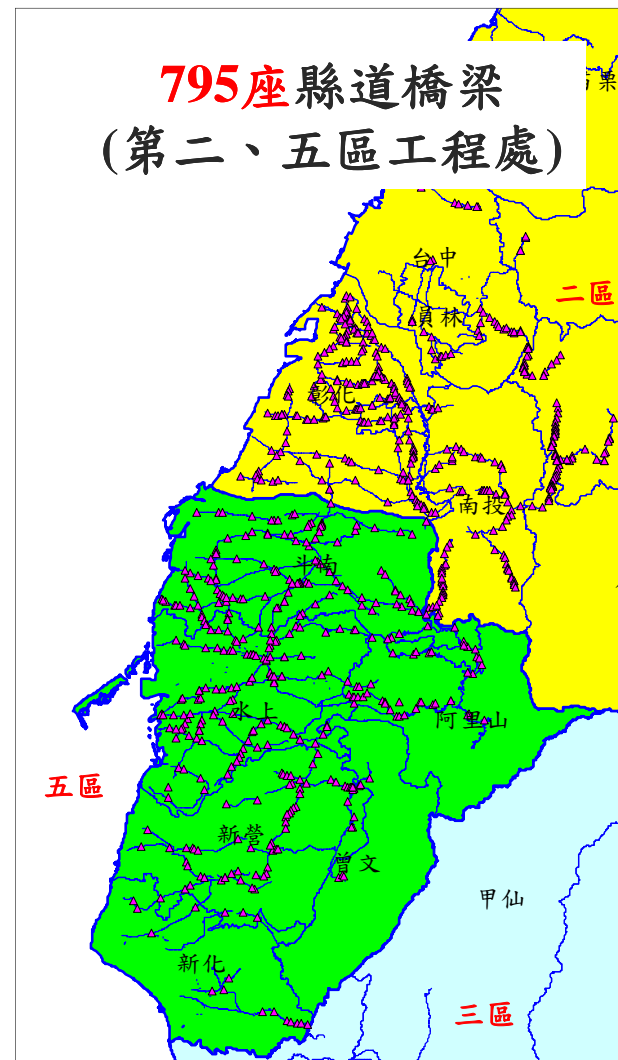 795座縣道橋梁
(第二、五區工程處)
苗栗
台中
二區
員林
彰化
南投
斗南
水上
阿里山
五區
新營
曾文
甲仙
新化
三區